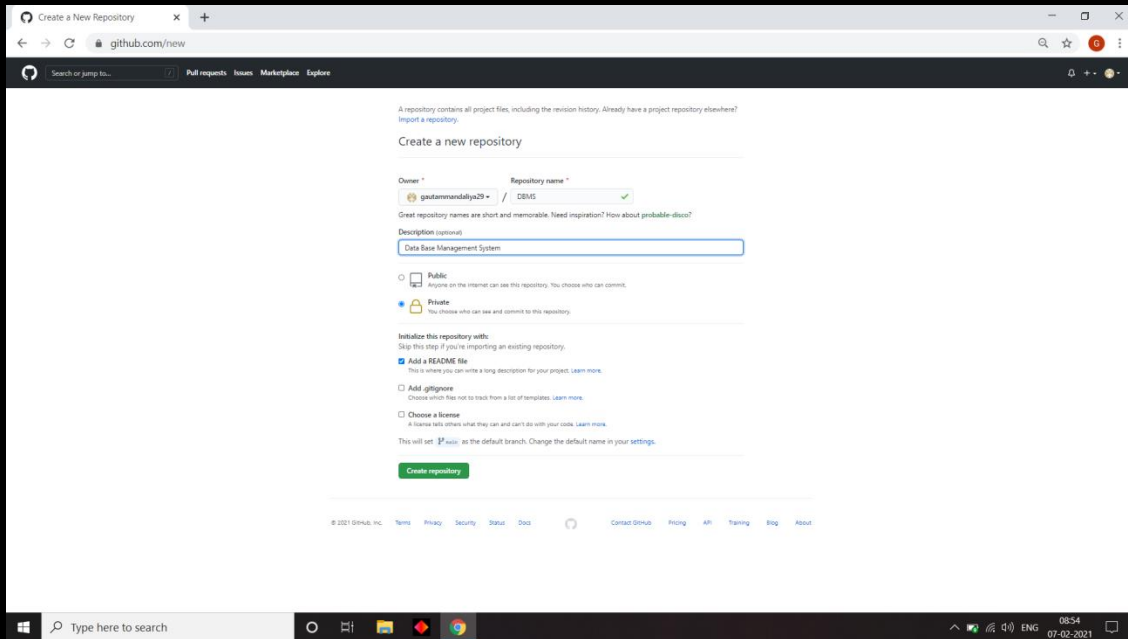 Create a New Repository
github.com/new
G
Search or jump to... /
Pull requests Issues Marketplace Explore
A repository contains all project files, including the revision history. Already have a project repository elsewhere?
Import a repository.
Create a new repository
Owner * Repository name *
gautammandaliya29 / DBMS
Great repository names are short and memorable. Need inspiration? How about probable-disco?
Description (optional)
Data Base Management System
Public
Anyone on the internet can see this repository. You choose who can commit.
Private
You choose who can see and commit to this repository.
Initialize this repository with:
Skip this step if you're importing an existing repository.
Add a README file
This is where you can write a long description for your project. Learn more.
Add .gitignore
Choose which files not to track from a list of templates. Learn more.
Choose a license
A license tells others what they can and can't do with your code. Learn more.
This will set main as the default branch. Change the default name in your settings.
Create repository
© 2021 GitHub, Inc. Terms Privacy Security Status Docs Contact GitHub Pricing API Training Blog About
Type here to search
ENG
08:54
07-02-2021